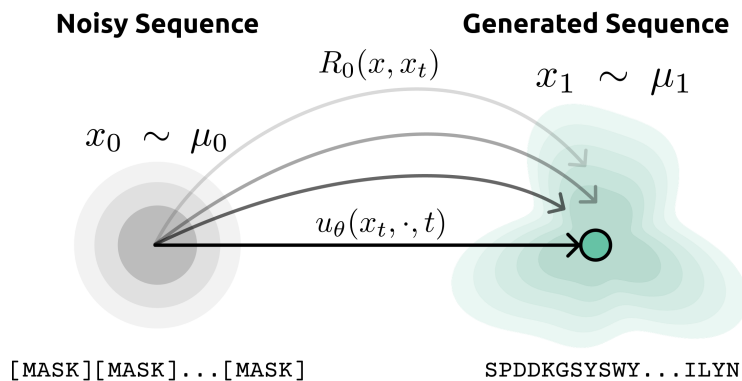 Noisy Sequence
Generated Sequence
R₀(x, xₜ)
x₁ ∼ μ₁
x₀ ∼ μ₀
u_θ(xₜ, ·, t)
[MASK][MASK]...[MASK]
SPDDKGSYSWY...ILYN